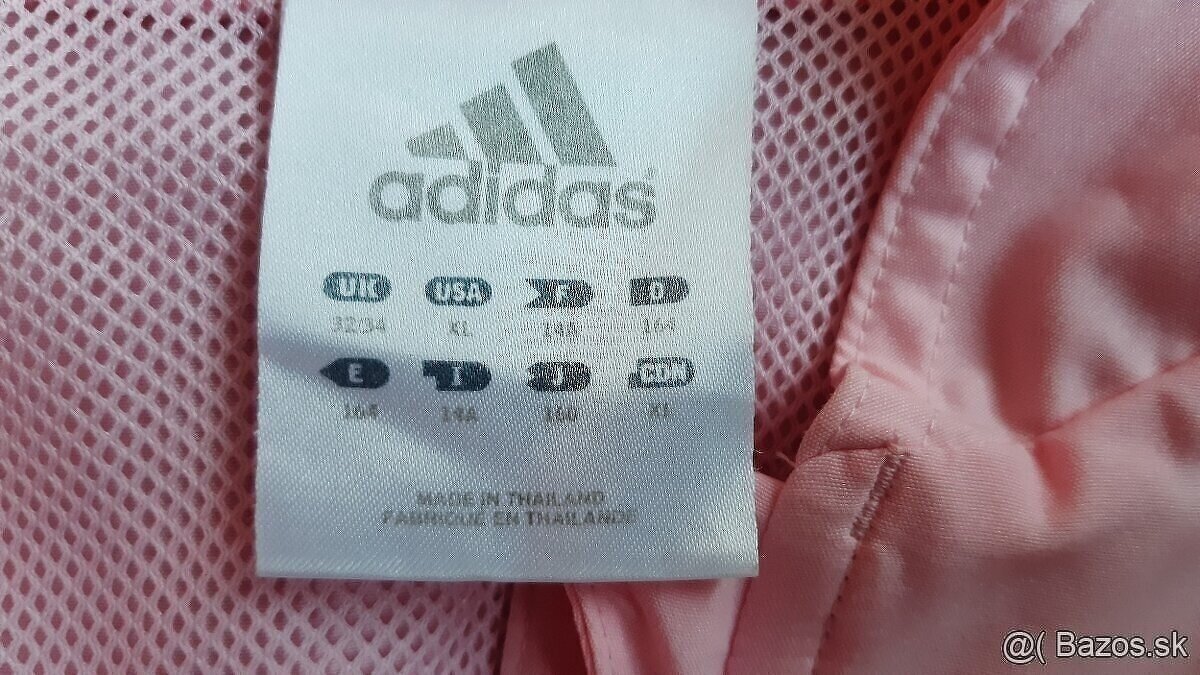 adidas
UK USA F D
32/34 XL 14A 164
E I J CDN
164 14A 160 XL
MADE IN THAILAND
FABRIQUE EN THAILANDE
@( Bazos.sk